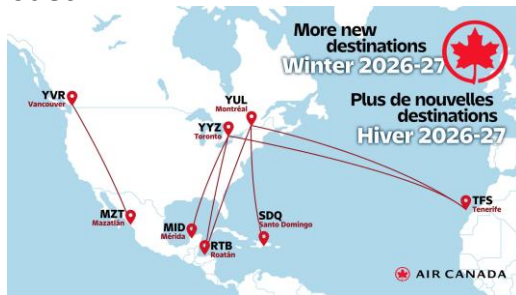 More new
destinations
Winter 2026-27
Plus de nouvelles
destinations
Hiver 2026-27
YVR
Vancouver
YUL
Montréal
YYZ
Toronto
MZT
Mazatlán
MID
Mérida
RTB
Roatán
SDQ
Santo Domingo
TFS
Tenerife
AIR CANADA